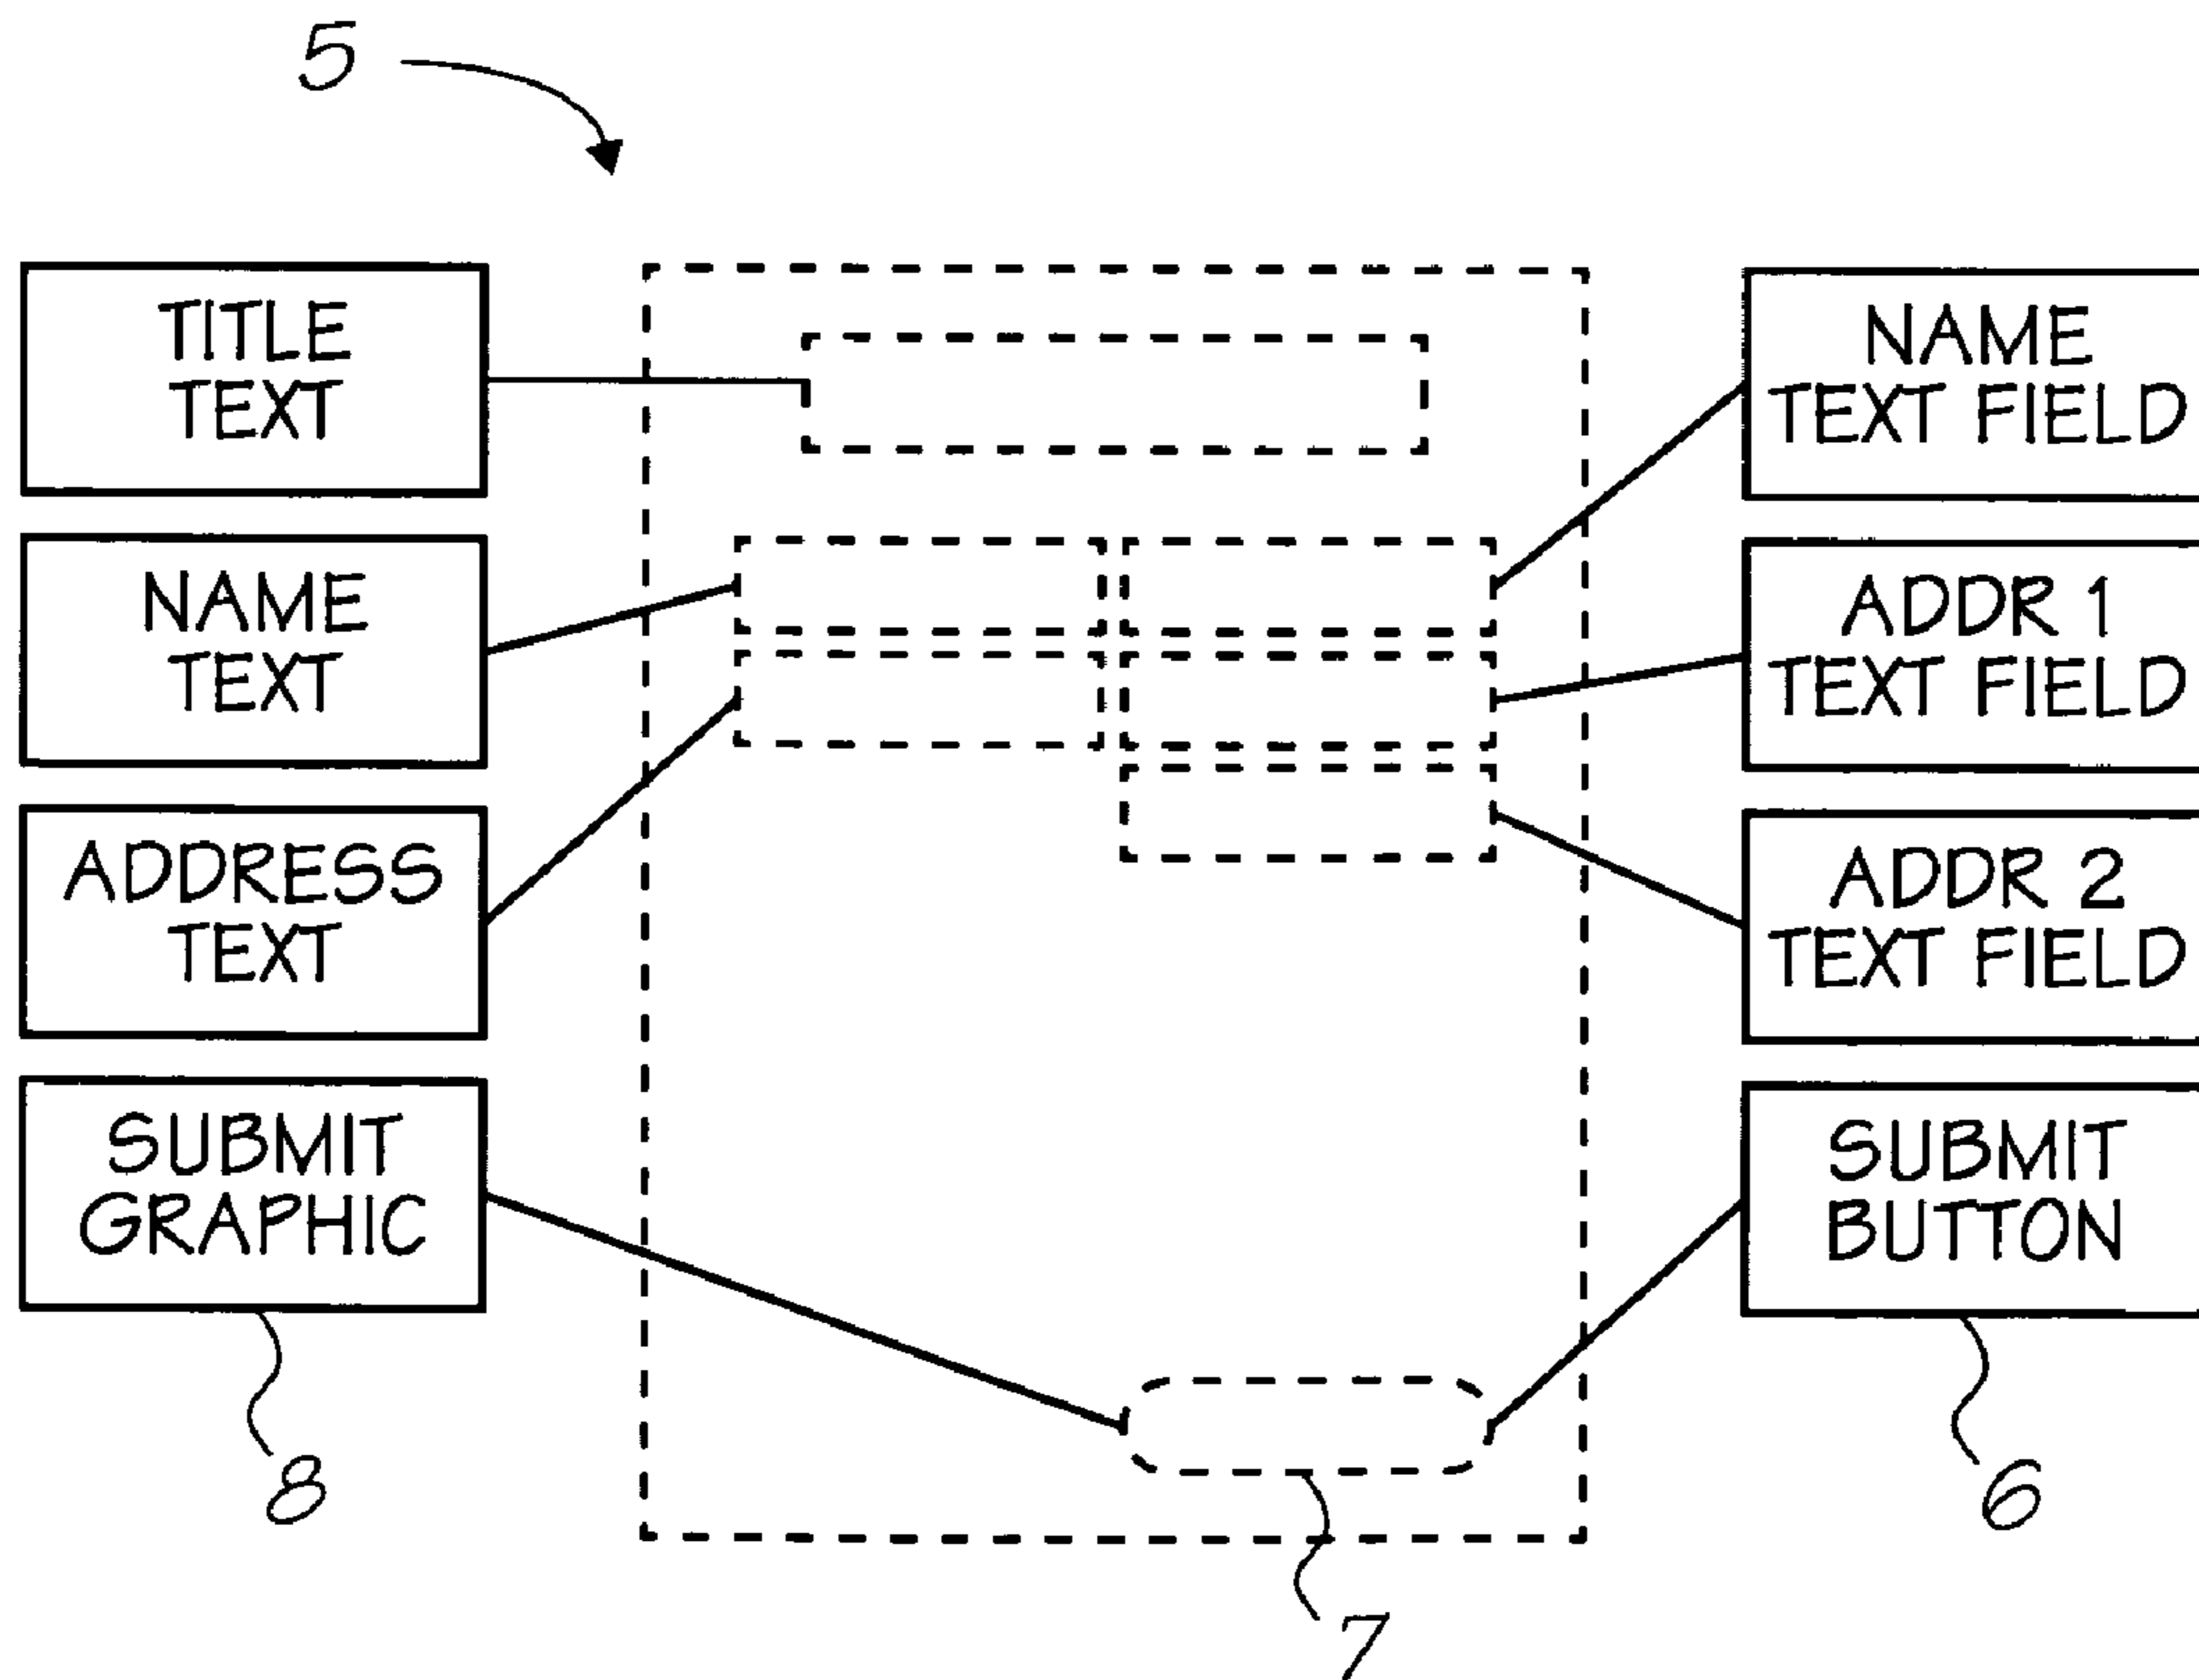 5
TITLE
TEXT
NAME
TEXT
ADDRESS
TEXT
SUBMIT
GRAPHIC
8
NAME
TEXT FIELD
ADDR 1
TEXT FIELD
ADDR 2
TEXT FIELD
SUBMIT
BUTTON
6
7